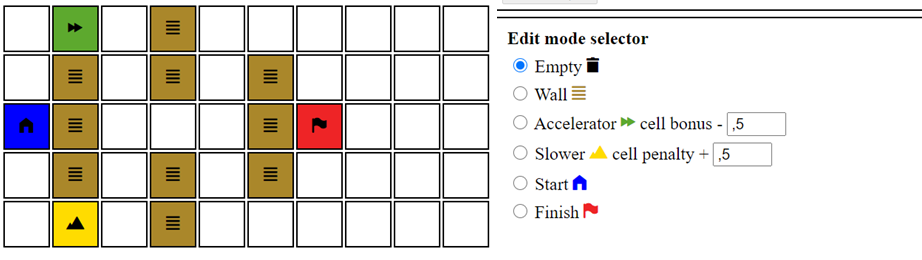 Edit mode selector
Empty
Wall
Accelerator cell bonus - ,5
Slower cell penalty + ,5
Start
Finish